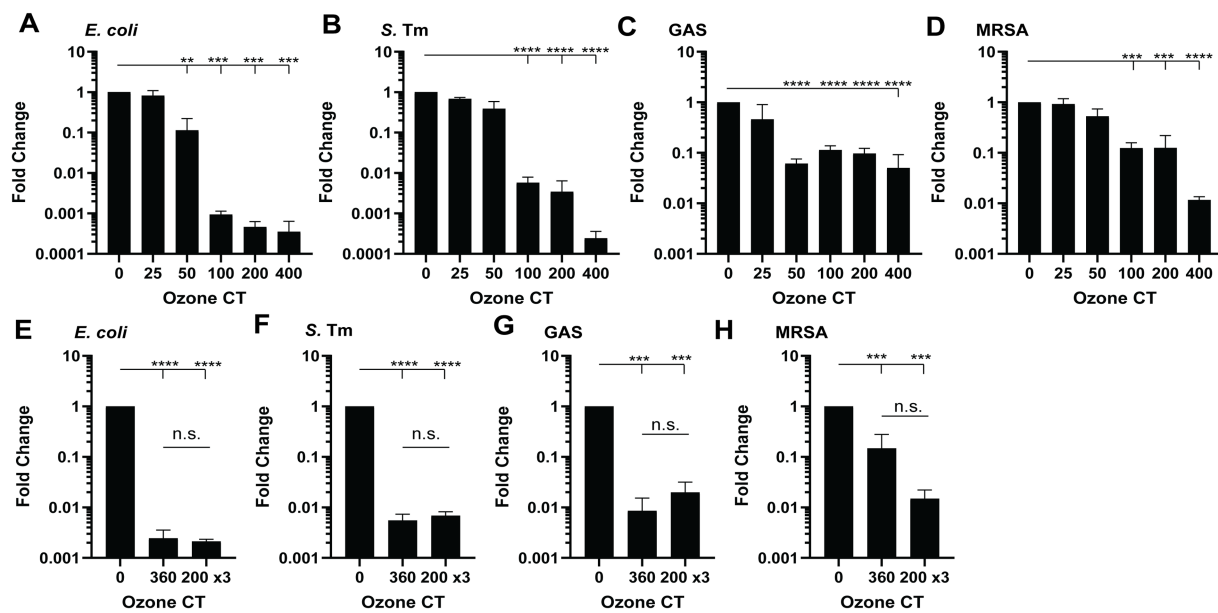 A
E. coli
10
1
0.1
0.01
0.001
0.0001
Fold Change
** *** *** ***
0 25 50 100 200 400
Ozone CT
B
S. Tm
10
1
0.1
0.01
0.001
0.0001
Fold Change
**** **** ****
0 25 50 100 200 400
Ozone CT
C
GAS
10
1
0.1
0.01
0.001
Fold Change
**** **** **** ****
0 25 50 100 200 400
Ozone CT
D
MRSA
10
1
0.1
0.01
0.001
Fold Change
*** *** ****
0 25 50 100 200 400
Ozone CT
E
E. coli
10
1
0.1
0.01
0.001
Fold Change
**** ****
n.s.
0 360 200 x3
Ozone CT
F
S. Tm
10
1
0.1
0.01
0.001
Fold Change
**** ****
n.s.
0 360 200 x3
Ozone CT
G
GAS
10
1
0.1
0.01
0.001
Fold Change
*** ***
n.s.
0 360 200 x3
Ozone CT
H
MRSA
10
1
0.1
0.01
0.001
Fold Change
*** ***
n.s.
0 360 200 x3
Ozone CT